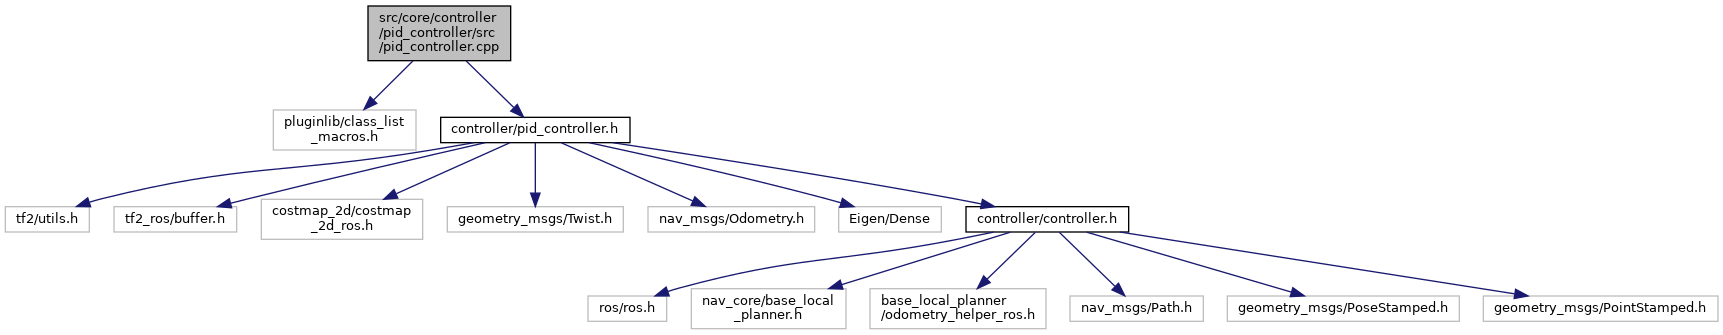 src/core/controller
/pid_controller/src
/pid_controller.cpp
pluginlib/class_list
_macros.h
controller/pid_controller.h
tf2/utils.h
tf2_ros/buffer.h
costmap_2d/costmap
_2d_ros.h
geometry_msgs/Twist.h
nav_msgs/Odometry.h
Eigen/Dense
controller/controller.h
ros/ros.h
nav_core/base_local
_planner.h
base_local_planner
/odometry_helper_ros.h
nav_msgs/Path.h
geometry_msgs/PoseStamped.h
geometry_msgs/PointStamped.h